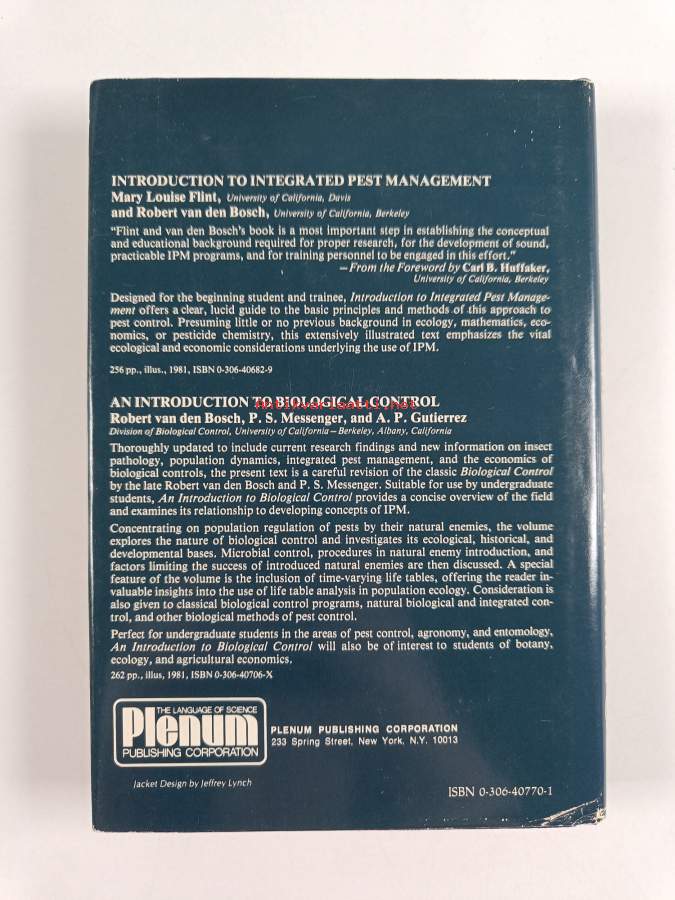 INTRODUCTION TO INTEGRATED PEST MANAGEMENT
Mary Louise Flint, University of California, Davis
and Robert van den Bosch, University of California, Berkeley
"Flint and van den Bosch's book is a most important step in establishing the conceptual
and educational background required for proper research, for the development of sound,
practicable IPM programs, and for training personnel to be engaged in this effort."
—From the Foreword by Carl B. Huffaker,
University of California, Berkeley
Designed for the beginning student and trainee, Introduction to Integrated Pest Manage-
ment offers a clear, lucid guide to the basic principles and methods of this approach to
pest control. Presuming little or no previous background in ecology, mathematics, eco-
nomics, or pesticide chemistry, this extensively illustrated text emphasizes the vital
ecological and economic considerations underlying the use of IPM.
256 pp., illus., 1981, ISBN 0-306-40682-9
AN INTRODUCTION TO BIOLOGICAL CONTROL
antikvariaatti.net
Robert van den Bosch, P. S. Messenger, and A. P. Gutierrez
Division of Biological Control, University of California—Berkeley, Albany, California
Thoroughly updated to include current research findings and new information on insect
pathology, population dynamics, integrated pest management, and the economics of
biological controls, the present text is a careful revision of the classic Biological Control
by the late Robert van den Bosch and P. S. Messenger. Suitable for use by undergraduate
students, An Introduction to Biological Control provides a concise overview of the field
and examines its relationship to developing concepts of IPM.
Concentrating on population regulation of pests by their natural enemies, the volume
explores the nature of biological control and investigates its ecological, historical, and
developmental bases. Microbial control, procedures in natural enemy introduction, and
factors limiting the success of introduced natural enemies are then discussed. A special
feature of the volume is the inclusion of time-varying life tables, offering the reader in-
valuable insights into the use of life table analysis in population ecology. Consideration is
also given to classical biological control programs, natural biological and integrated con-
trol, and other biological methods of pest control.
Perfect for undergraduate students in the areas of pest control, agronomy, and entomology,
An Introduction to Biological Control will also be of interest to students of botany,
ecology, and agricultural economics.
262 pp., illus, 1981, ISBN 0-306-40706-X
THE LANGUAGE OF SCIENCE
Plenum
PUBLISHING CORPORATION
PLENUM PUBLISHING CORPORATION
233 Spring Street, New York, N.Y. 10013
Jacket Design by Jeffrey Lynch
ISBN 0-306-40770-1